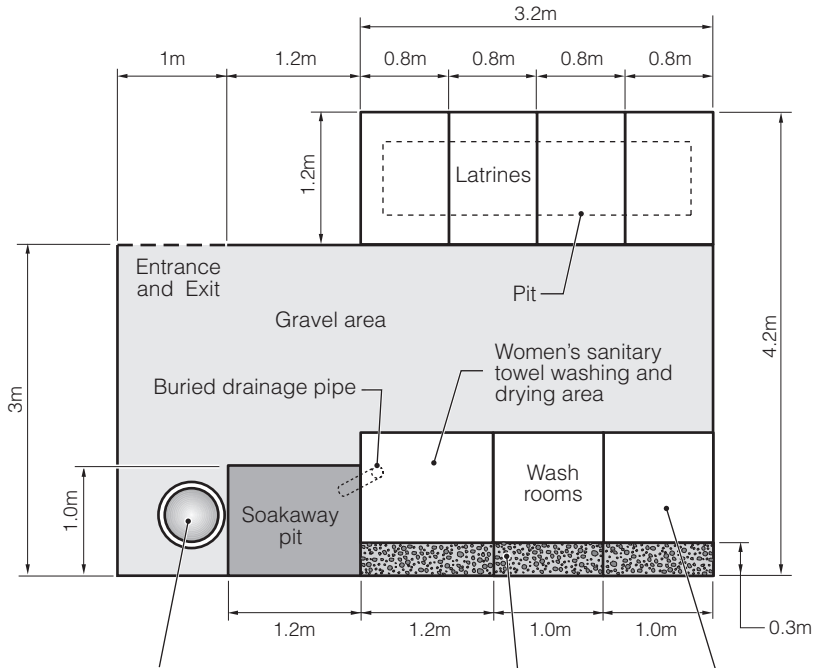 3.2m
1m
1.2m
0.8m
0.8m
0.8m
0.8m
1.2m
Latrines
Entrance
and Exit
Pit
Gravel area
4.2m
Women's sanitary
towel washing and
drying area
Buried drainage pipe
3m
1.0m
Soakaway
pit
Wash
rooms
1.2m
1.2m
1.0m
1.0m
0.3m